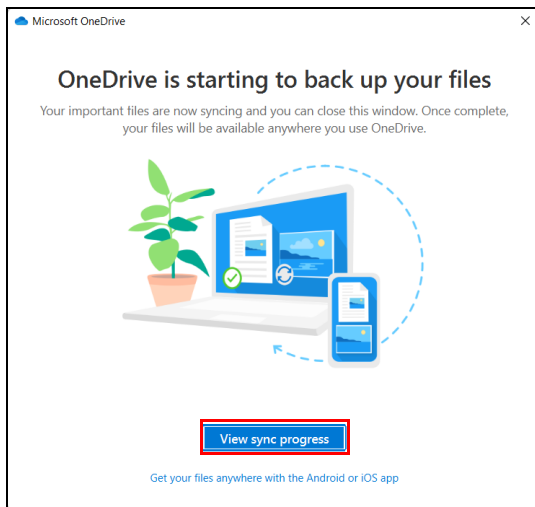 Microsoft OneDrive
OneDrive is starting to back up your files
Your important files are now syncing and you can close this window. Once complete,
your files will be available anywhere you use OneDrive.
View sync progress
Get your files anywhere with the Android or iOS app